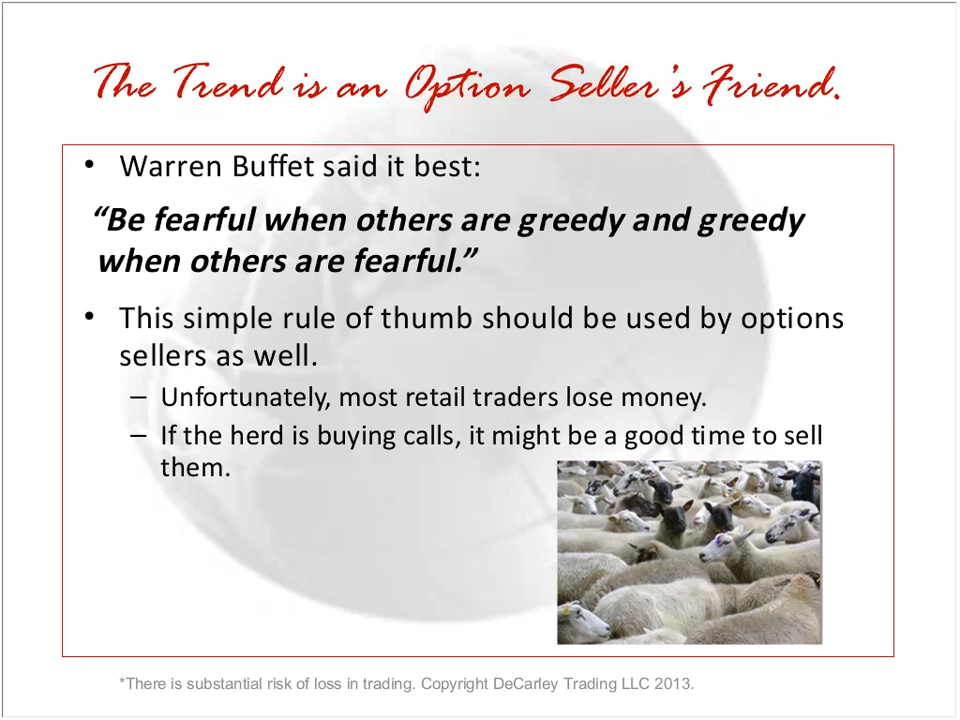 The Trend is an Option Seller's Friend.
• Warren Buffet said it best:
“Be fearful when others are greedy and greedy
when others are fearful.”
• This simple rule of thumb should be used by options
sellers as well.
– Unfortunately, most retail traders lose money.
– If the herd is buying calls, it might be a good time to sell
them.
*There is substantial risk of loss in trading. Copyright DeCarley Trading LLC 2013.